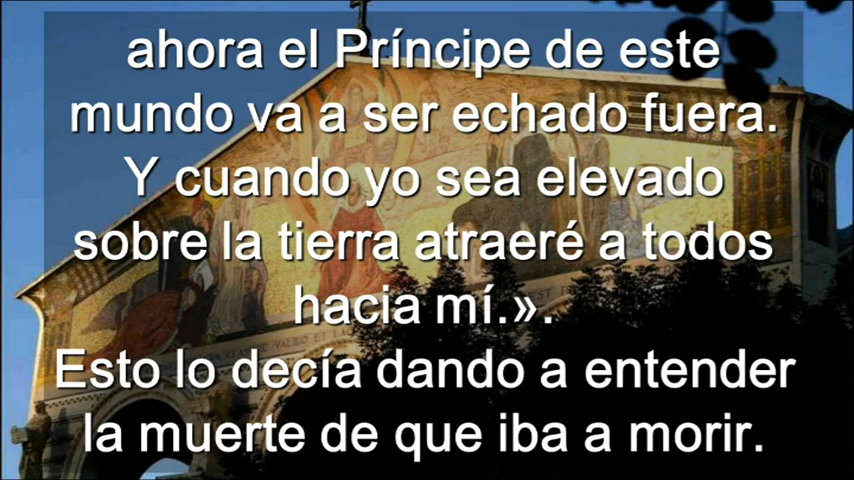 ahora el Príncipe de este
mundo va a ser echado fuera.
Y cuando yo sea elevado
sobre la tierra atraeré a todos
hacia mí.».
Esto lo decía dando a entender
la muerte de que iba a morir.